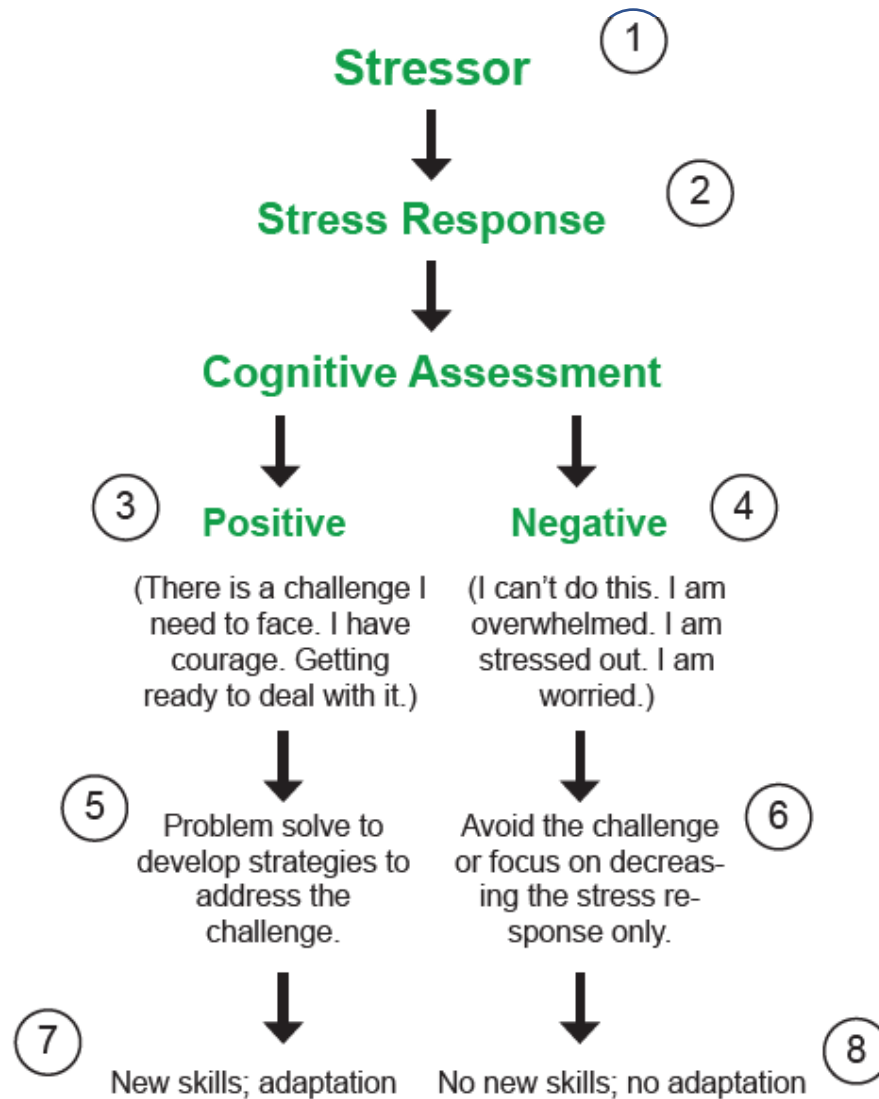 1
Stressor
2
Stress Response
Cognitive Assessment
3
Positive
(There is a challenge I
need to face. I have
courage. Getting
ready to deal with it.)
Negative
4
(I can't do this. I am
overwhelmed. I am
stressed out. I am
worried.)
5
Problem solve to
develop strategies to
address the
challenge.
Avoid the challenge
or focus on decreas-
ing the stress re-
sponse only.
6
7
New skills; adaptation
No new skills; no adaptation
8